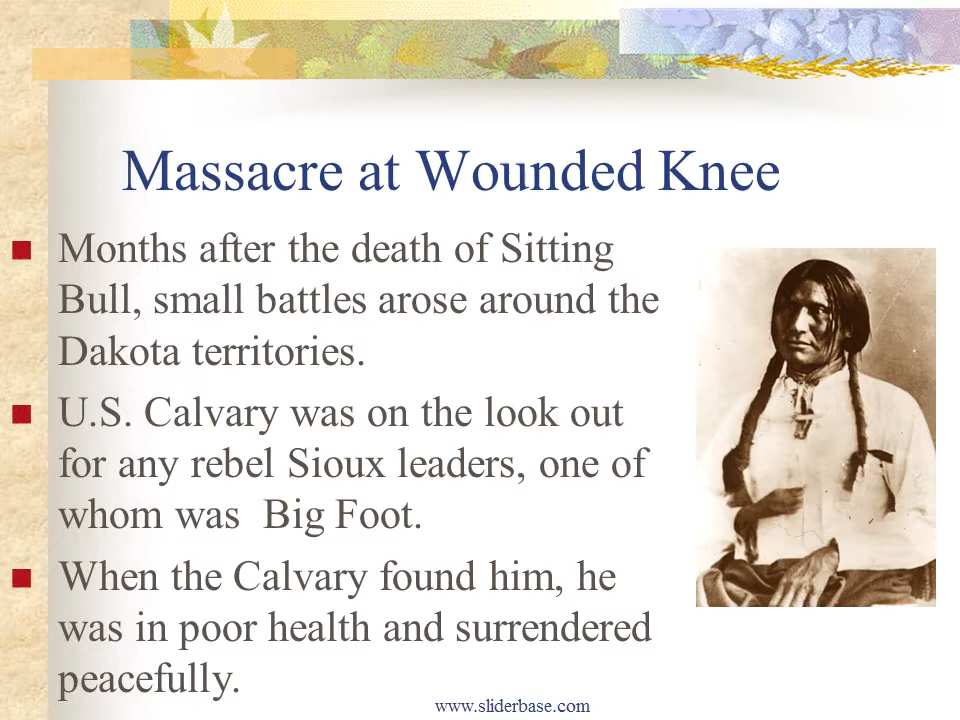 Massacre at Wounded Knee
Months after the death of Sitting
Bull, small battles arose around the
Dakota territories.
U.S. Calvary was on the look out
for any rebel Sioux leaders, one of
whom was  Big Foot.
When the Calvary found him, he
was in poor health and surrendered
peacefully.
www.sliderbase.com